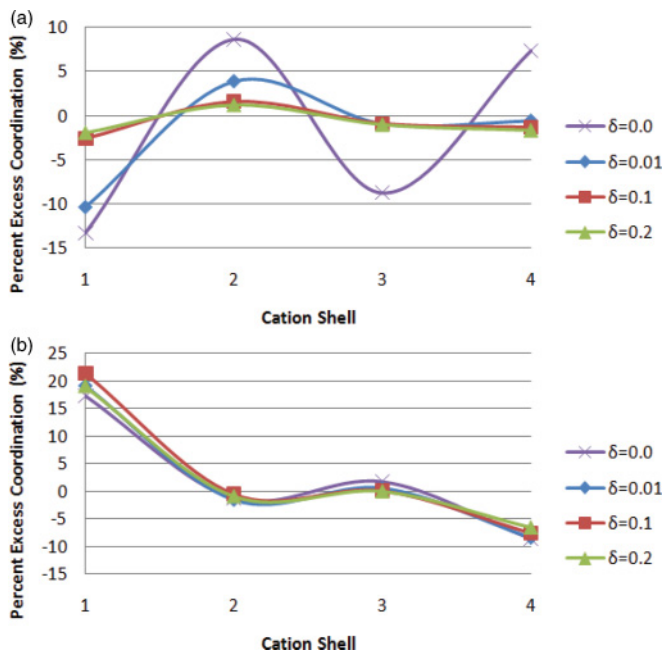 (a)
Percent Excess Coordination (%)
10
5
0
-5
-10
-15
1 2 3 4
Cation Shell
δ=0.0
δ=0.01
δ=0.1
δ=0.2
(b)
Percent Excess Coordination (%)
25
20
15
10
5
0
-5
-10
-15
1 2 3 4
Cation Shell
δ=0.0
δ=0.01
δ=0.1
δ=0.2